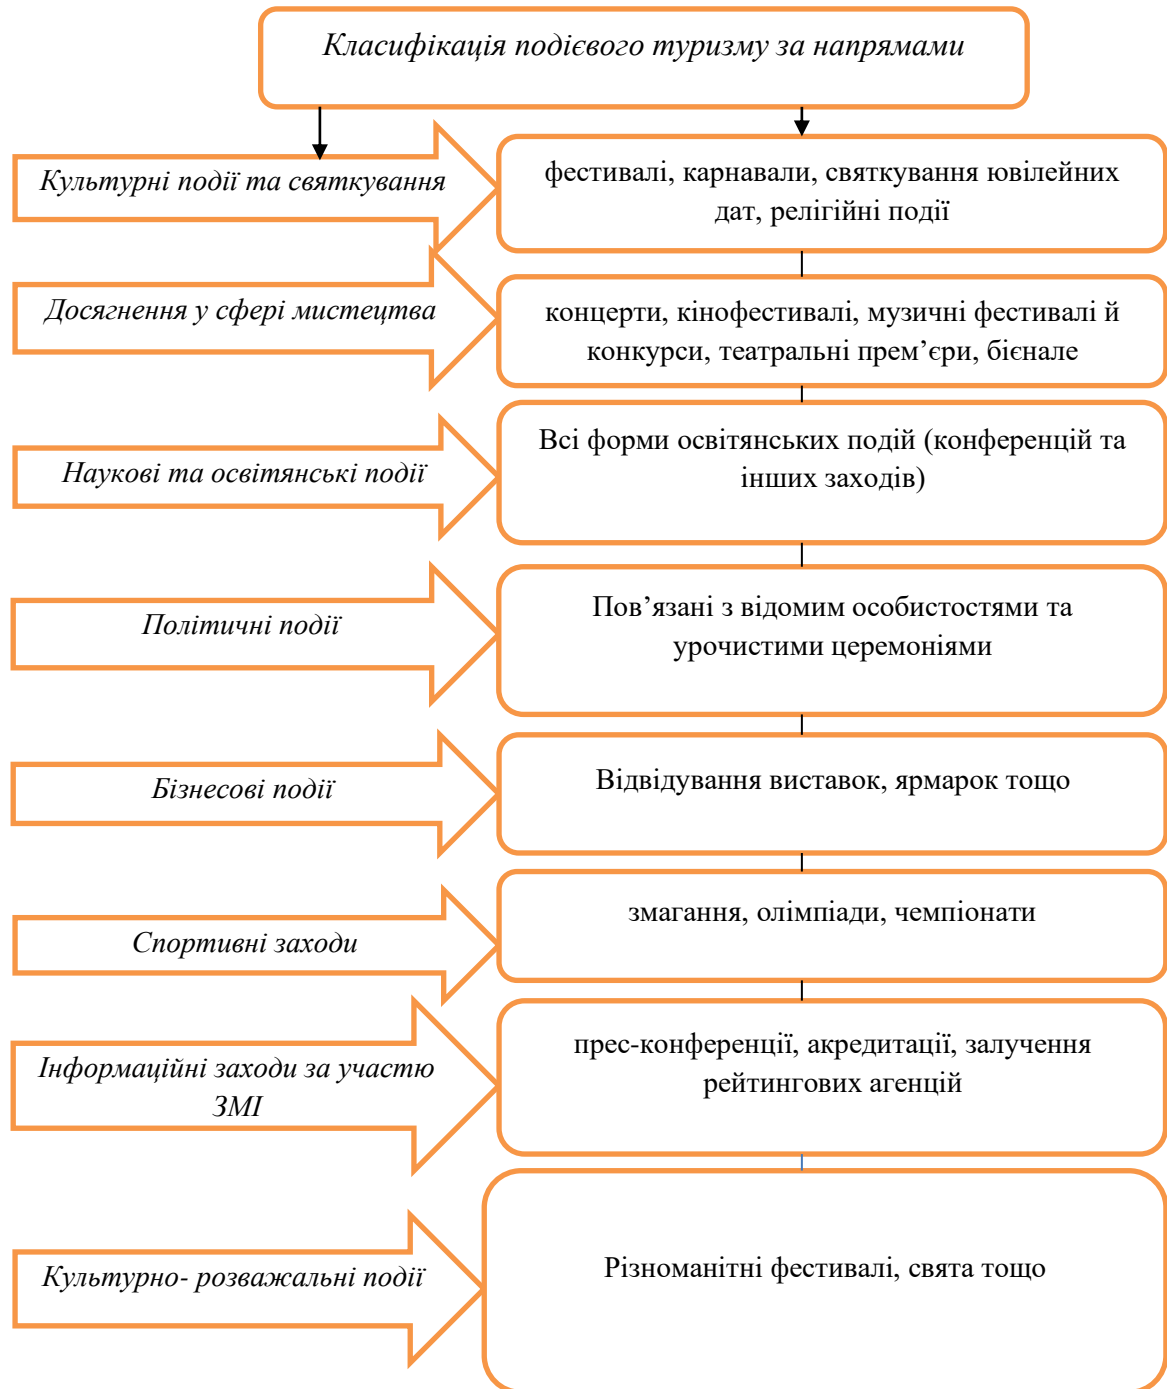 Класифікація подієвого туризму за напрямами
Культурні події та святкування
фестивалі, карнавали, святкування ювілейних
дат, релігійні події
Досягнення у сфері мистецтва
концерти, кінофестивалі, музичні фестивалі й
конкурси, театральні прем’єри, бієнале
Наукові та освітянські події
Всі форми освітянських подій (конференцій та
інших заходів)
Політичні події
Пов’язані з відомим особистостями та
урочистими церемоніями
Бізнесові події
Відвідування виставок, ярмарок тощо
Спортивні заходи
змагання, олімпіади, чемпіонати
Інформаційні заходи за участю
ЗМІ
прес-конференції, акредитації, залучення
рейтингових агенцій
Культурно- розважальні події
Різноманітні фестивалі, свята тощо